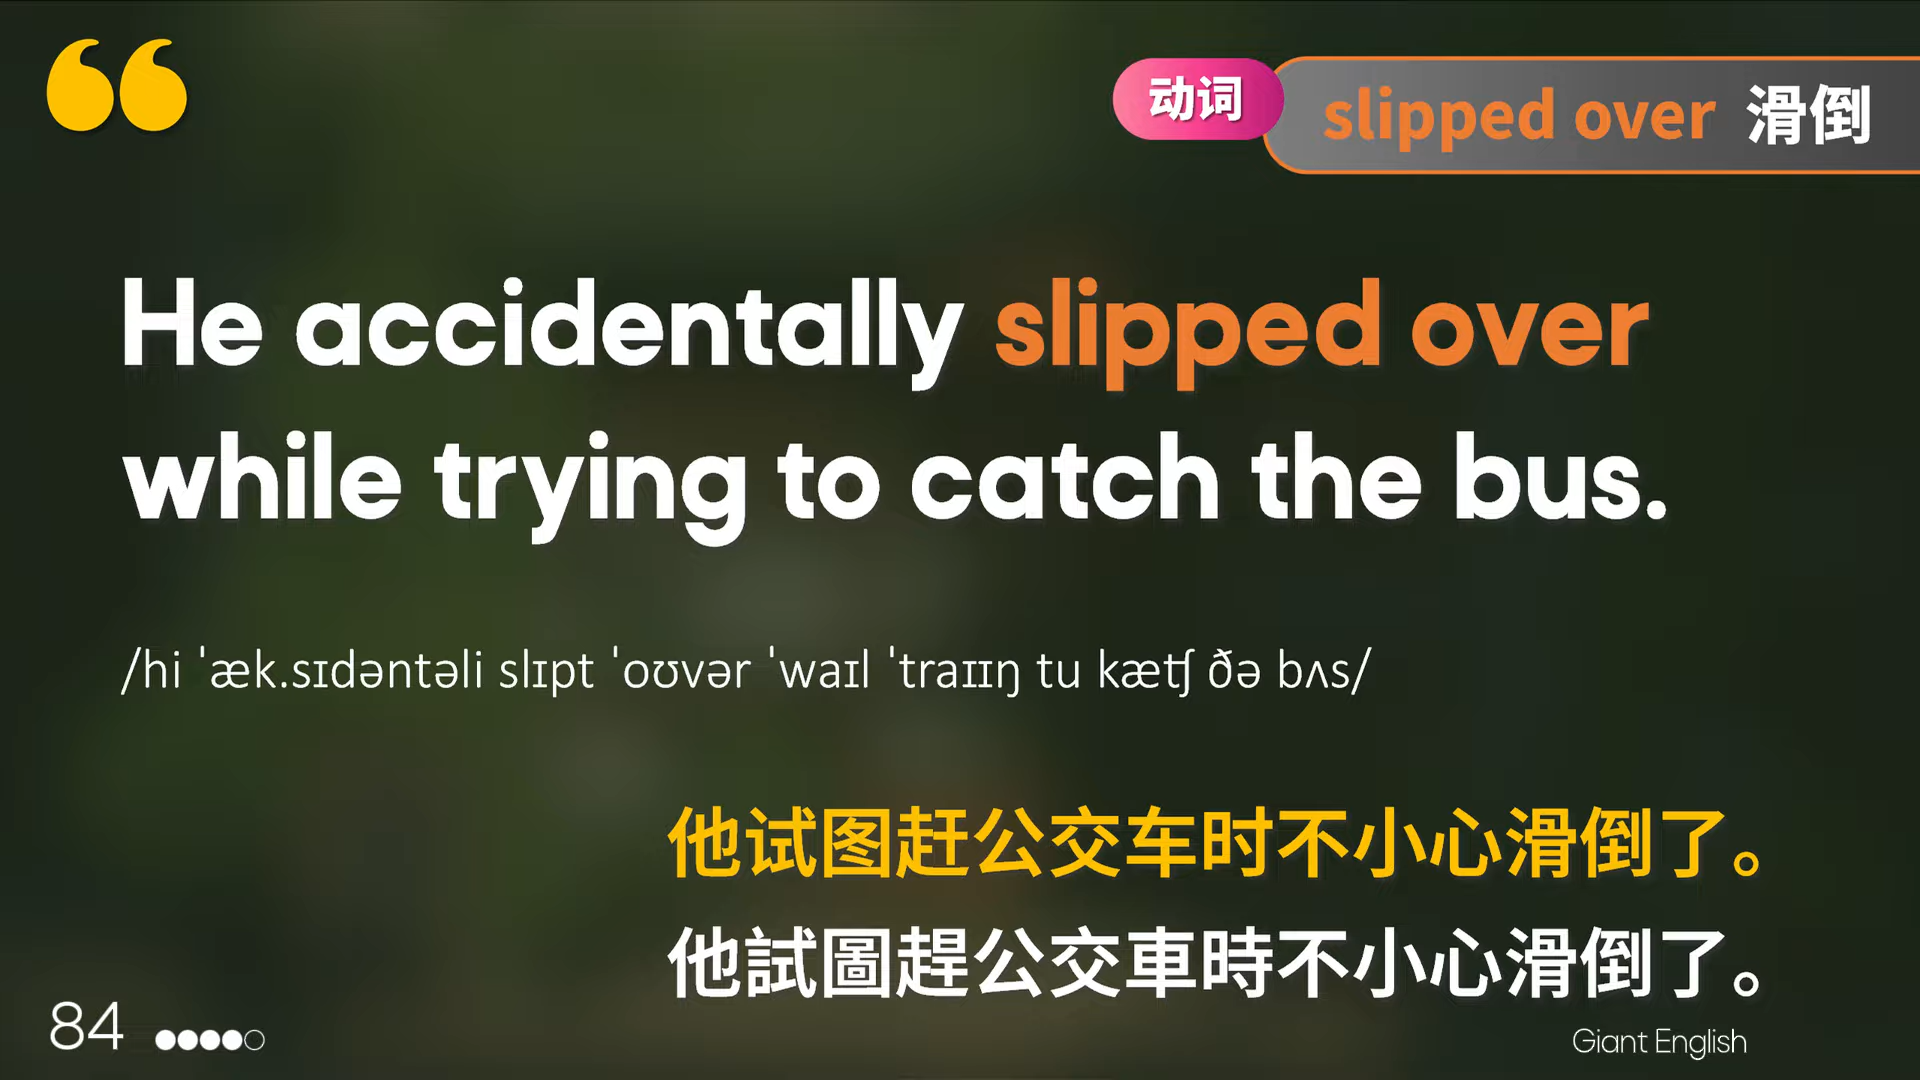 动词 slipped over 滑倒
He accidentally slipped over
while trying to catch the bus.
/hi ˈæk.sɪdəntəli slɪpt ˈoʊvər ˈwaɪl ˈtraɪɪŋ tu kætʃ ðə bʌs/
他试图赶公交车时不小心滑倒了。
他試圖趕公交車時不小心滑倒了。
84
Giant English